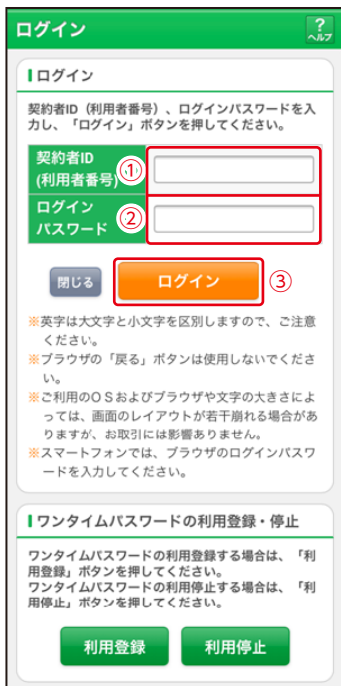 ログイン
?
ヘルプ
ログイン
契約者ID（利用者番号）、ログインパスワードを入
力し、「ログイン」ボタンを押してください。
契約者ID
(利用者番号)
①
ログイン
パスワード
②
閉じる
ログイン
③
※英字は大文字と小文字を区別しますので、ご注意
ください。
※ブラウザの「戻る」ボタンは使用しないでくださ
い。
※ご利用のOSおよびブラウザや文字の大きさによ
っては、画面のレイアウトが若干崩れる場合があ
りますが、お取引には影響ありません。
※スマートフォンでは、ブラウザのログインパスワ
ードを入力してください。
ワンタイムパスワードの利用登録・停止
ワンタイムパスワードの利用登録する場合は、「利
用登録」ボタンを押してください。
ワンタイムパスワードの利用停止する場合は、「利
用停止」ボタンを押してください。
利用登録
利用停止